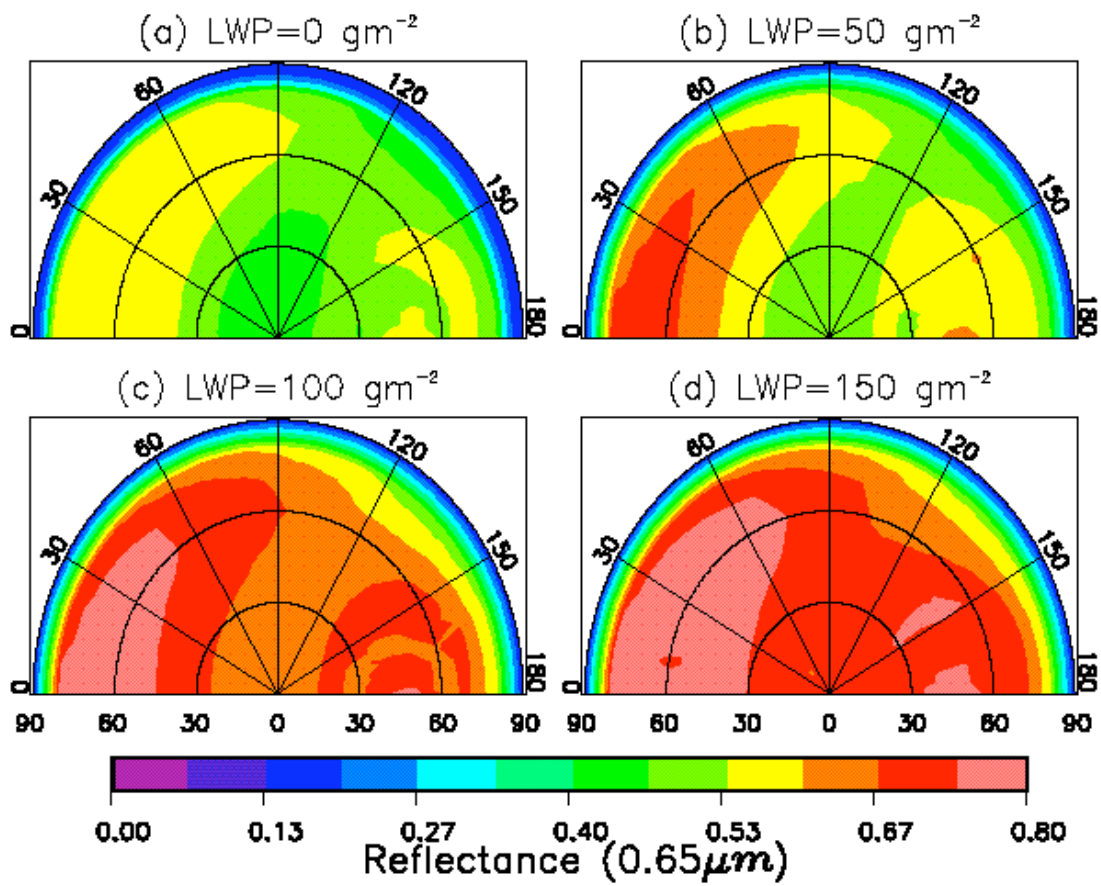 (a) LWP=0 gm⁻² (b) LWP=50 gm⁻²
60 120 60 120
30 150 30 150
0 180 0 180
(c) LWP=100 gm⁻² (d) LWP=150 gm⁻²
60 120 60 120
30 150 30 150
0 180 0 180
90 60 30 0 30 60 90 90 60 30 0 30 60 90
0.00 0.13 0.27 0.40 0.53 0.67 0.80
Reflectance (0.65μm)